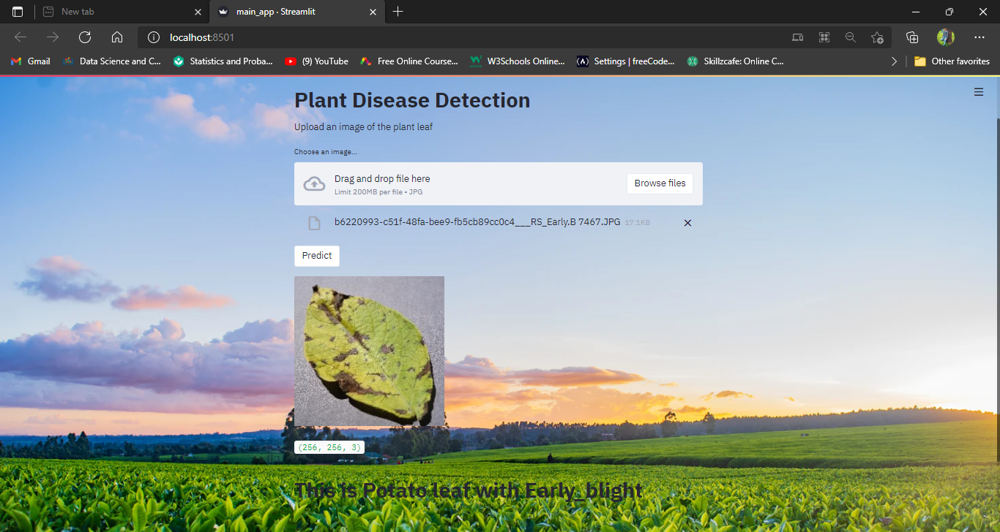 New tab
main_app · Streamlit
localhost:8501
Gmail
Data Science and C...
Statistics and Proba...
(9) YouTube
Free Online Course...
W3Schools Online...
Settings | freeCode...
Skillzcafe: Online C...
Other favorites
Plant Disease Detection
Upload an image of the plant leaf
Choose an image...
Drag and drop file here
Limit 200MB per file • JPG
Browse files
b6220993-c51f-48fa-bee9-fb5cb89cc0c4___RS_Early.B 7467.JPG 17.1KB
Predict
(256, 256, 3)
This is Potato leaf with Early_blight